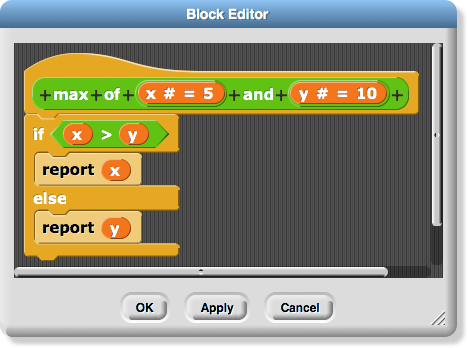 Block Editor
+ max + of + x # = 5 + and + y # = 10 +
if x > y
report x
else
report y
OK Apply Cancel